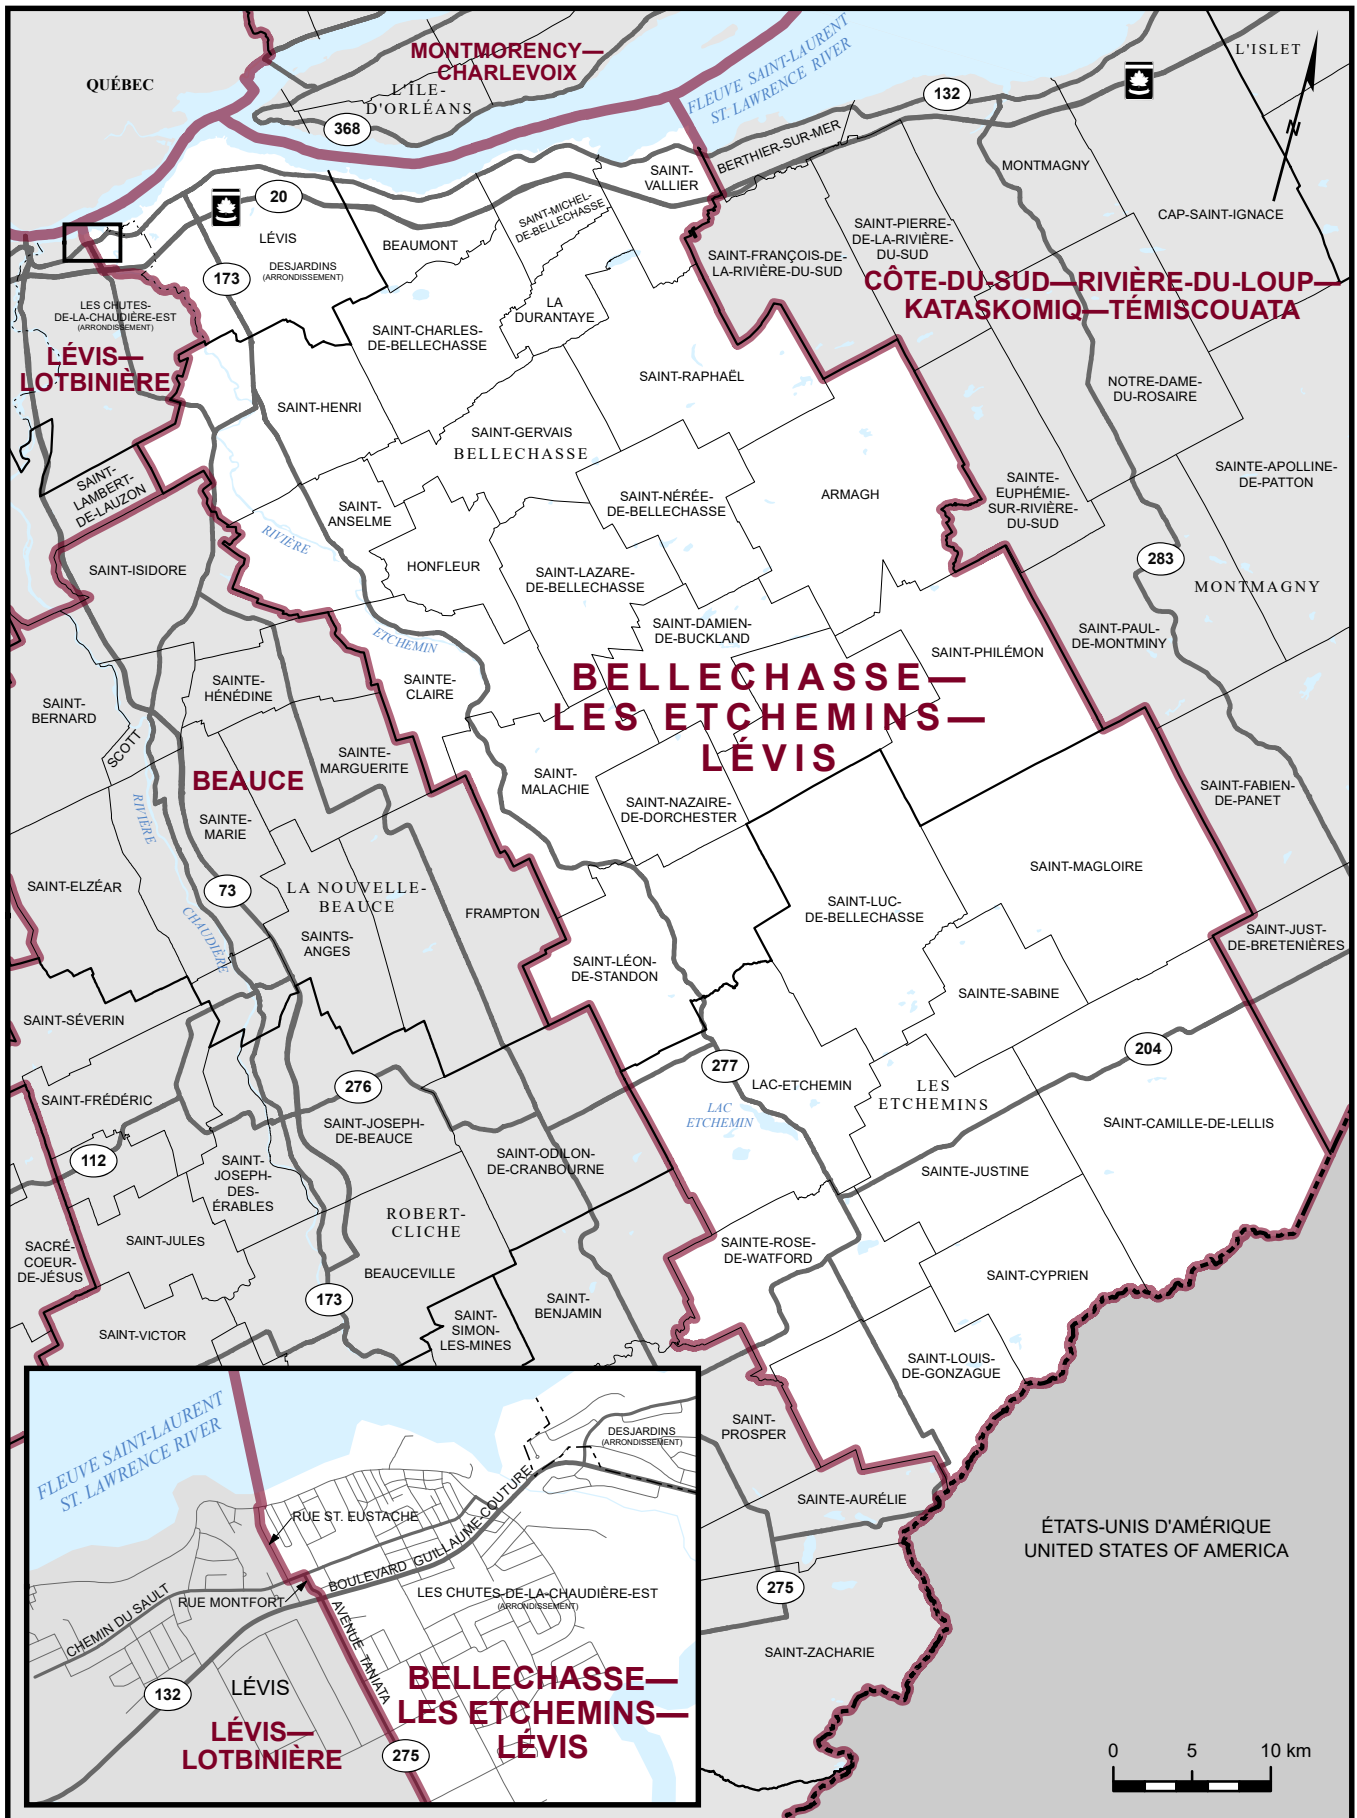 MONTMORENCY—
CHARLEVOIX
QUÉBEC
L'ÎLE-
D'ORLÉANS
368
FLEUVE SAINT-LAURENT
ST. LAWRENCE RIVER
132
L'ISLET
N
BERTHIER-SUR-MER
MONTMAGNY
CAP-SAINT-IGNACE
SAINT-
VALLIER
20
LÉVIS
DESJARDINS
(ARRONDISSEMENT)
173
BEAUMONT
SAINT-MICHEL-
DE-BELLECHASSE
SAINT-FRANÇOIS-DE-
LA-RIVIÈRE-DU-SUD
SAINT-PIERRE-
DE-LA-RIVIÈRE-
DU-SUD
CÔTE-DU-SUD—RIVIÈRE-DU-LOUP—
KATASKOMIQ—TÉMISCOUATA
LES CHUTES-
DE-LA-CHAUDIÈRE-EST
(ARRONDISSEMENT)
LÉVIS—
LOTBINIÈRE
LA
DURANTAYE
SAINT-CHARLES-
DE-BELLECHASSE
SAINT-RAPHAËL
NOTRE-DAME-
DU-ROSAIRE
SAINT-HENRI
SAINT-GERVAIS
BELLECHASSE
SAINT-
LAMBERT-
DE-LAUZON
SAINT-
ANSELME
SAINT-NÉRÉE-
DE-BELLECHASSE
ARMAGH
SAINTE-
EUPHÉMIE-
SUR-RIVIÈRE-
DU-SUD
SAINTE-APOLLINE-
DE-PATTON
RIVIÈRE
ETCHEMIN
SAINT-ISIDORE
HONFLEUR
SAINT-LAZARE-
DE-BELLECHASSE
283
MONTMAGNY
SAINT-DAMIEN-
DE-BUCKLAND
SAINT-PAUL-
DE-MONTMINY
SAINT-PHILÉMON
SAINT-
BERNARD
SAINTE-
HÉNÉDINE
SAINTE-
CLAIRE
BELLECHASSE—
LES ETCHEMINS—
LÉVIS
SCOTT
SAINTE-
MARGUERITE
BEAUCE
SAINT-
MALACHIE
SAINT-NAZAIRE-
DE-DORCHESTER
SAINT-FABIEN-
DE-PANET
RIVIÈRE
CHAUDIÈRE
SAINTE-
MARIE
SAINT-ELZÉAR
73
LA NOUVELLE-
BEAUCE
SAINTS-
ANGES
FRAMPTON
SAINT-LUC-
DE-BELLECHASSE
SAINT-MAGLOIRE
SAINT-JUST-
DE-BRETENIÈRES
SAINT-LÉON-
DE-STANDON
SAINTE-SABINE
SAINT-SÉVERIN
204
277
276
SAINT-FRÉDÉRIC
LAC-ETCHEMIN
LES
ETCHEMINS
LAC
ETCHEMIN
SAINT-JOSEPH-
DE-BEAUCE
SAINT-CAMILLE-DE-LELLIS
112
SAINT-
JOSEPH-
DES-
ÉRABLES
SAINT-ODILON-
DE-CRANBOURNE
SAINTE-JUSTINE
ROBERT-
CLICHE
SACRÉ-
COEUR-
DE-JÉSUS
SAINT-JULES
SAINTE-ROSE-
DE-WATFORD
BEAUCEVILLE
SAINT-CYPRIEN
173
SAINT-
BENJAMIN
SAINT-VICTOR
SAINT-
SIMON-
LES-MINES
SAINT-LOUIS-
DE-GONZAGUE
SAINT-
PROSPER
SAINTE-AURÉLIE
ÉTATS-UNIS D'AMÉRIQUE
UNITED STATES OF AMERICA
275
SAINT-ZACHARIE
0 5 10 km
FLEUVE SAINT-LAURENT
ST. LAWRENCE RIVER
DESJARDINS
(ARRONDISSEMENT)
RUE ST. EUSTACHE
BOULEVARD GUILLAUME-COUTURE
LES CHUTES-DE-LA-CHAUDIÈRE-EST
(ARRONDISSEMENT)
RUE MONTFORT
CHEMIN DU SAULT
AVENUE TANIATA
132
LÉVIS
LÉVIS—
LOTBINIÈRE
BELLECHASSE—
LES ETCHEMINS—
LÉVIS
275